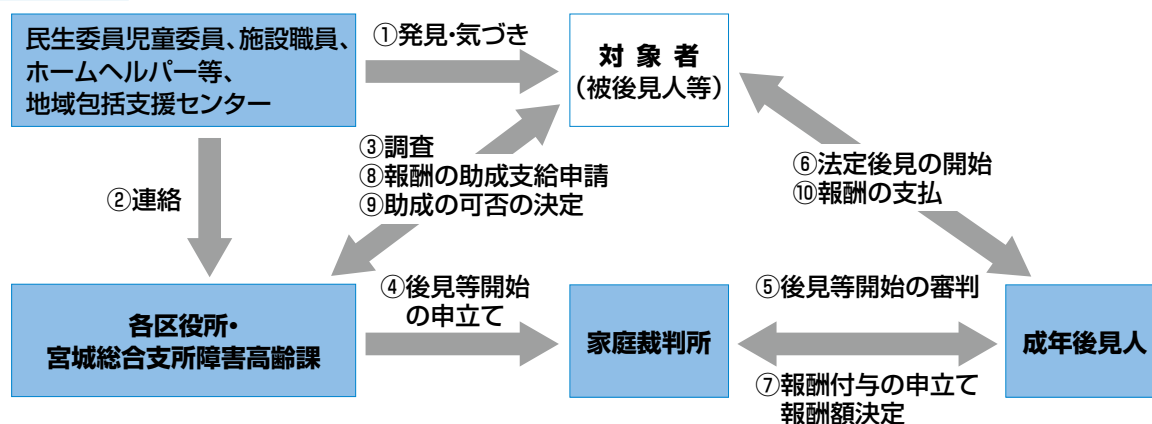 民生委員児童委員、施設職員、
ホームヘルパー等、
地域包括支援センター
①発見・気づき
対象者
(被後見人等)
②連絡
③調査
⑧報酬の助成支給申請
⑨助成の可否の決定
⑥法定後見の開始
⑩報酬の支払
各区役所・
宮城総合支所障害高齢課
④後見等開始
の申立て
家庭裁判所
⑤後見等開始の審判
⑦報酬付与の申立て
報酬額決定
成年後見人